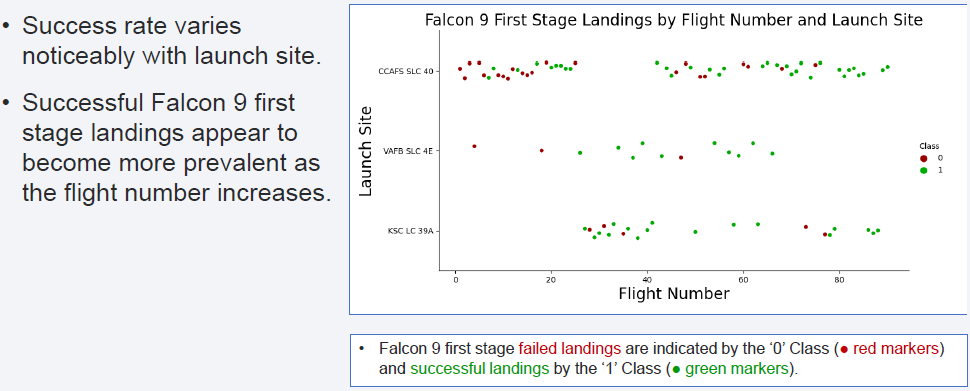 • Success rate varies
noticeably with launch site.
• Successful Falcon 9 first
stage landings appear to
become more prevalent as
the flight number increases.
Falcon 9 First Stage Landings by Flight Number and Launch Site
Launch Site
CCAFS SLC 40
VAFB SLC 4E
KSC LC 39A
0
20
40
60
80
Flight Number
Class
0
1
• Falcon 9 first stage failed landings are indicated by the ‘0’ Class (● red markers)
and successful landings by the ‘1’ Class (● green markers).